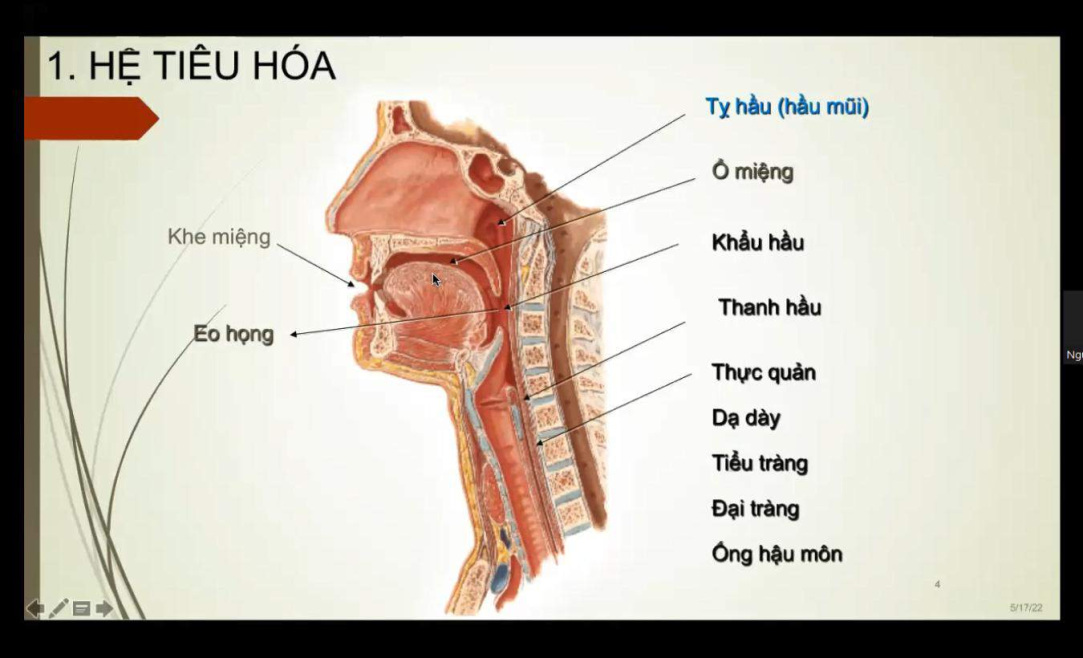 1. HỆ TIÊU HÓA
Tỵ hầu (hầu mũi)
Ổ miệng
Khe miệng
Khẩu hầu
Thanh hầu
Eo họng
Thực quản
Dạ dày
Tiểu tràng
Đại tràng
Ống hậu môn
4
5/17/22